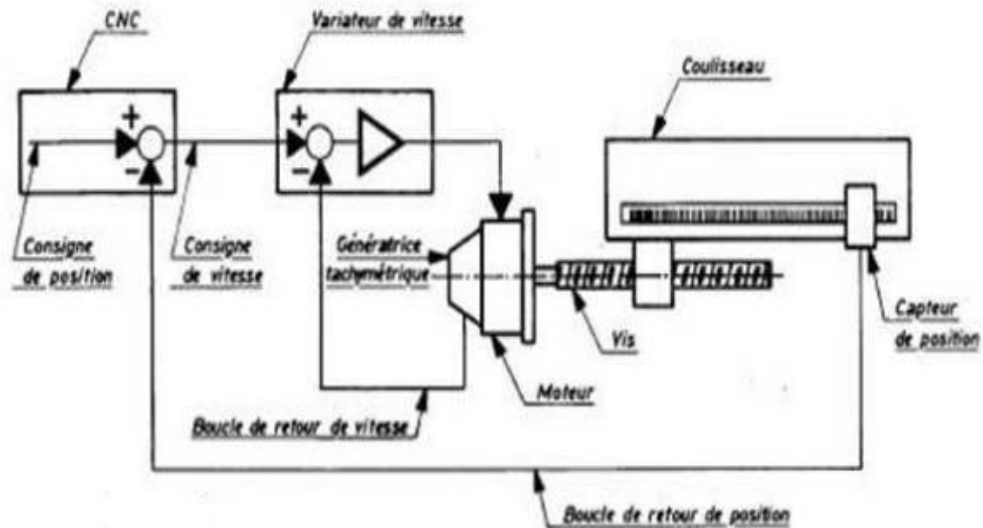 CNC
Variateur de vitesse
Coulisseau
+
-
+
-
Consigne
de position
Consigne
de vitesse
Génératrice
tachymétrique
Capteur
de position
Vis
Moteur
Boucle de retour de vitesse
Boucle de retour de position